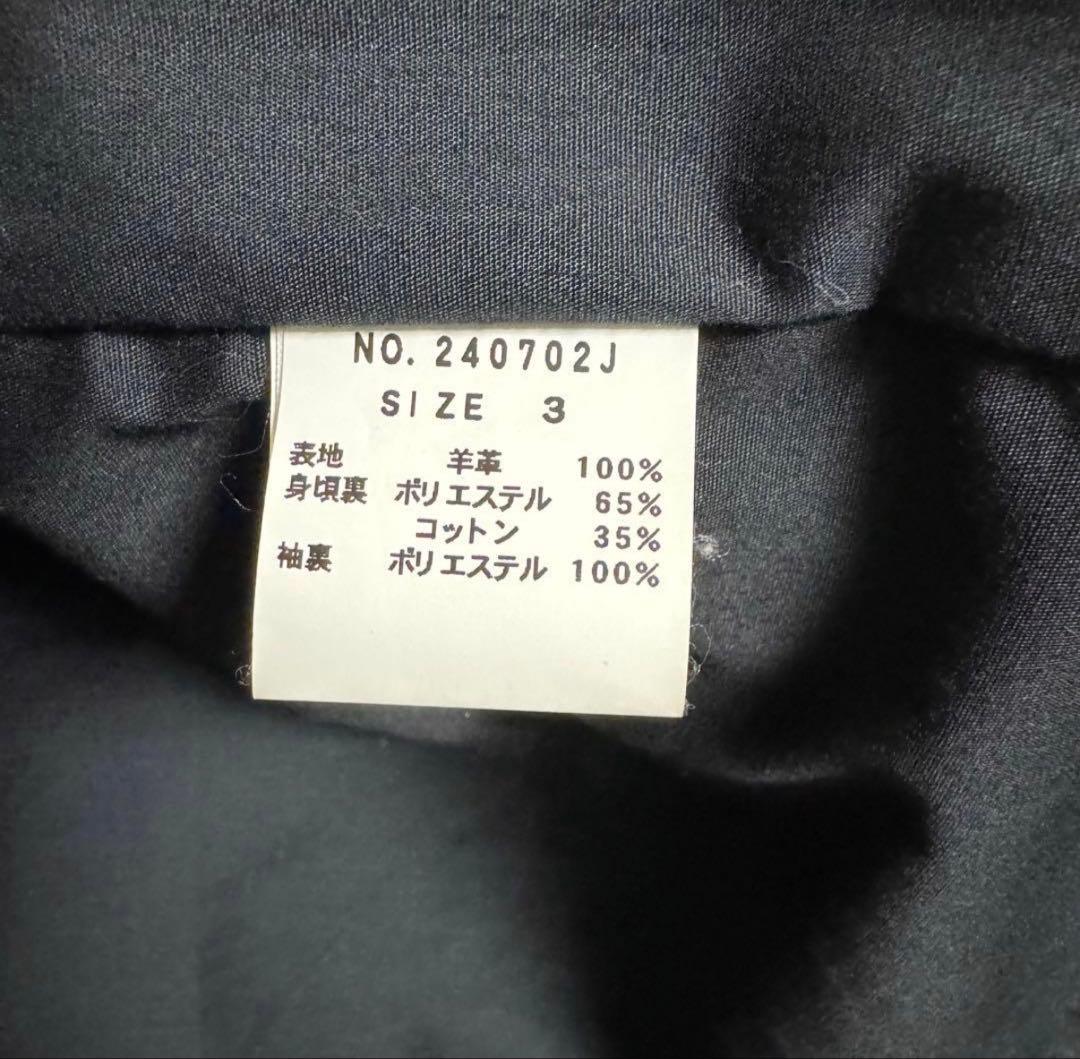 NO. 240702J
SIZE 3
表地 羊革 100%
身頃裏 ポリエステル 65%
コットン 35%
袖裏 ポリエステル 100%